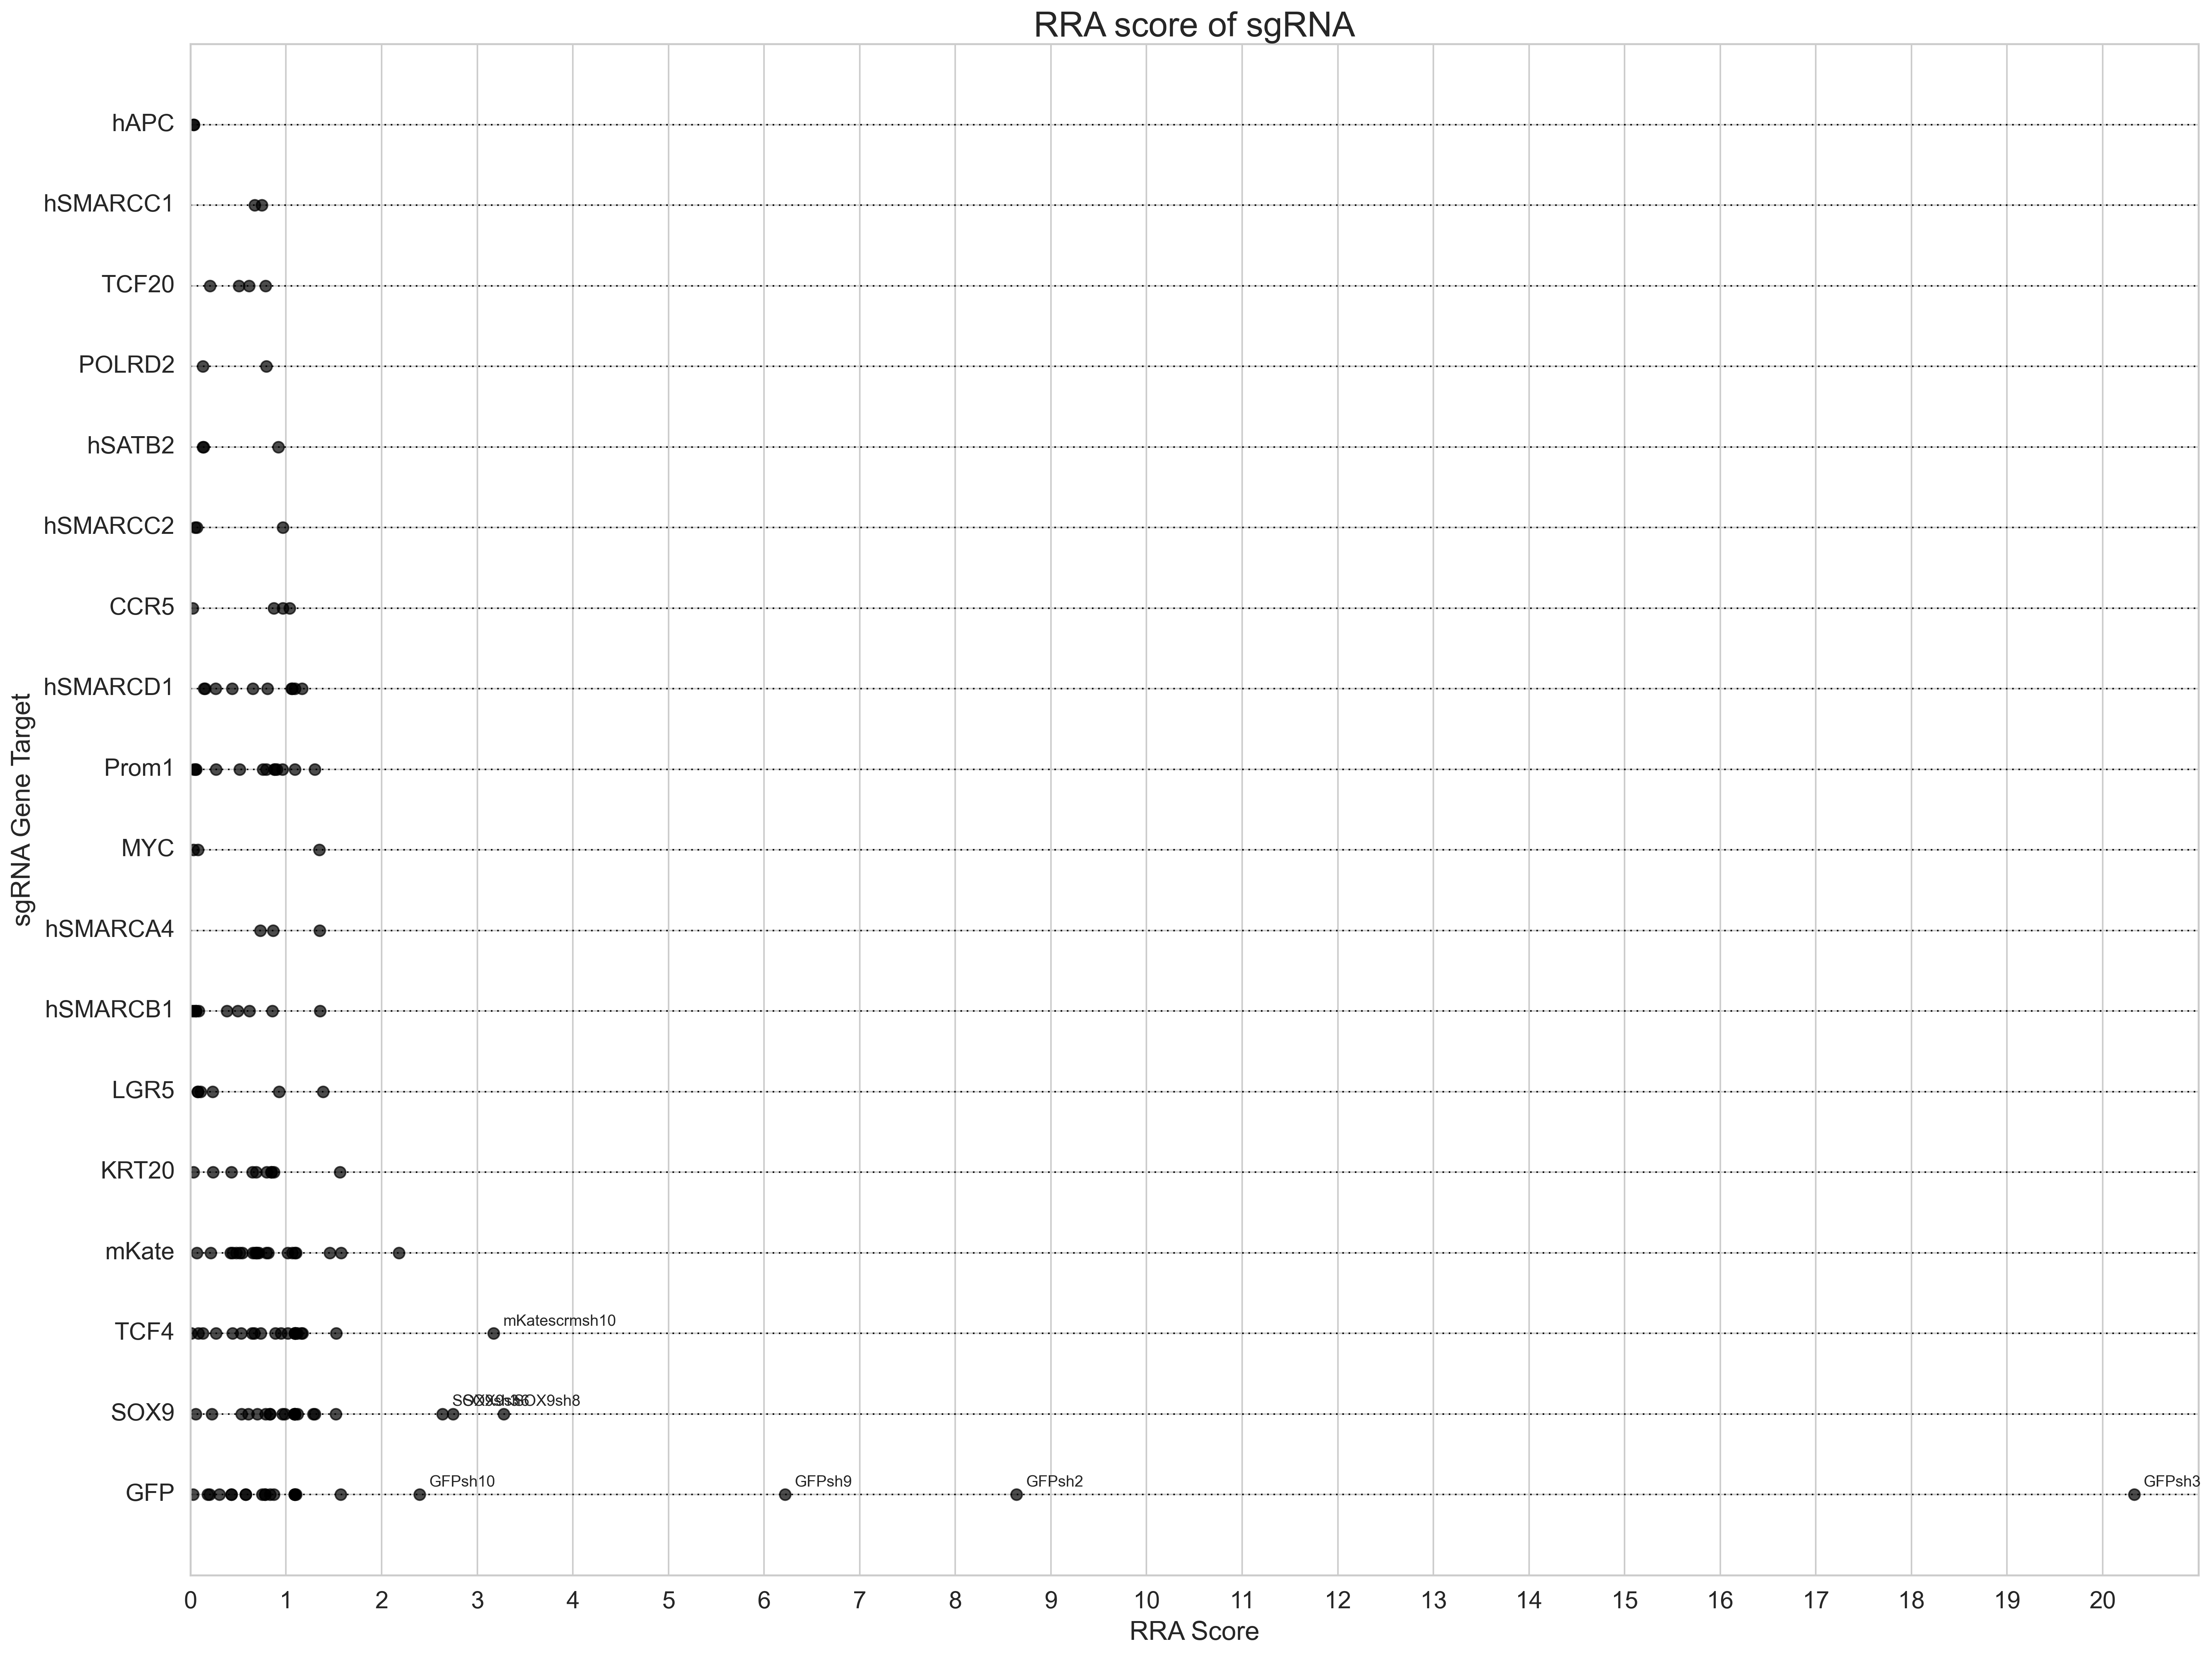 RRA score of sgRNA
hAPC
hSMARCC1
TCF20
POLRD2
hSATB2
hSMARCC2
CCR5
hSMARCD1
Prom1
MYC
hSMARCA4
hSMARCB1
LGR5
KRT20
mKate
TCF4
mKatescrmsh10
SOX9
SOX9sh8
GFP
GFPsh10
GFPsh9
GFPsh2
GFPsh3
sgRNA Gene Target
0 1 2 3 4 5 6 7 8 9 10 11 12 13 14 15 16 17 18 19 20
RRA Score